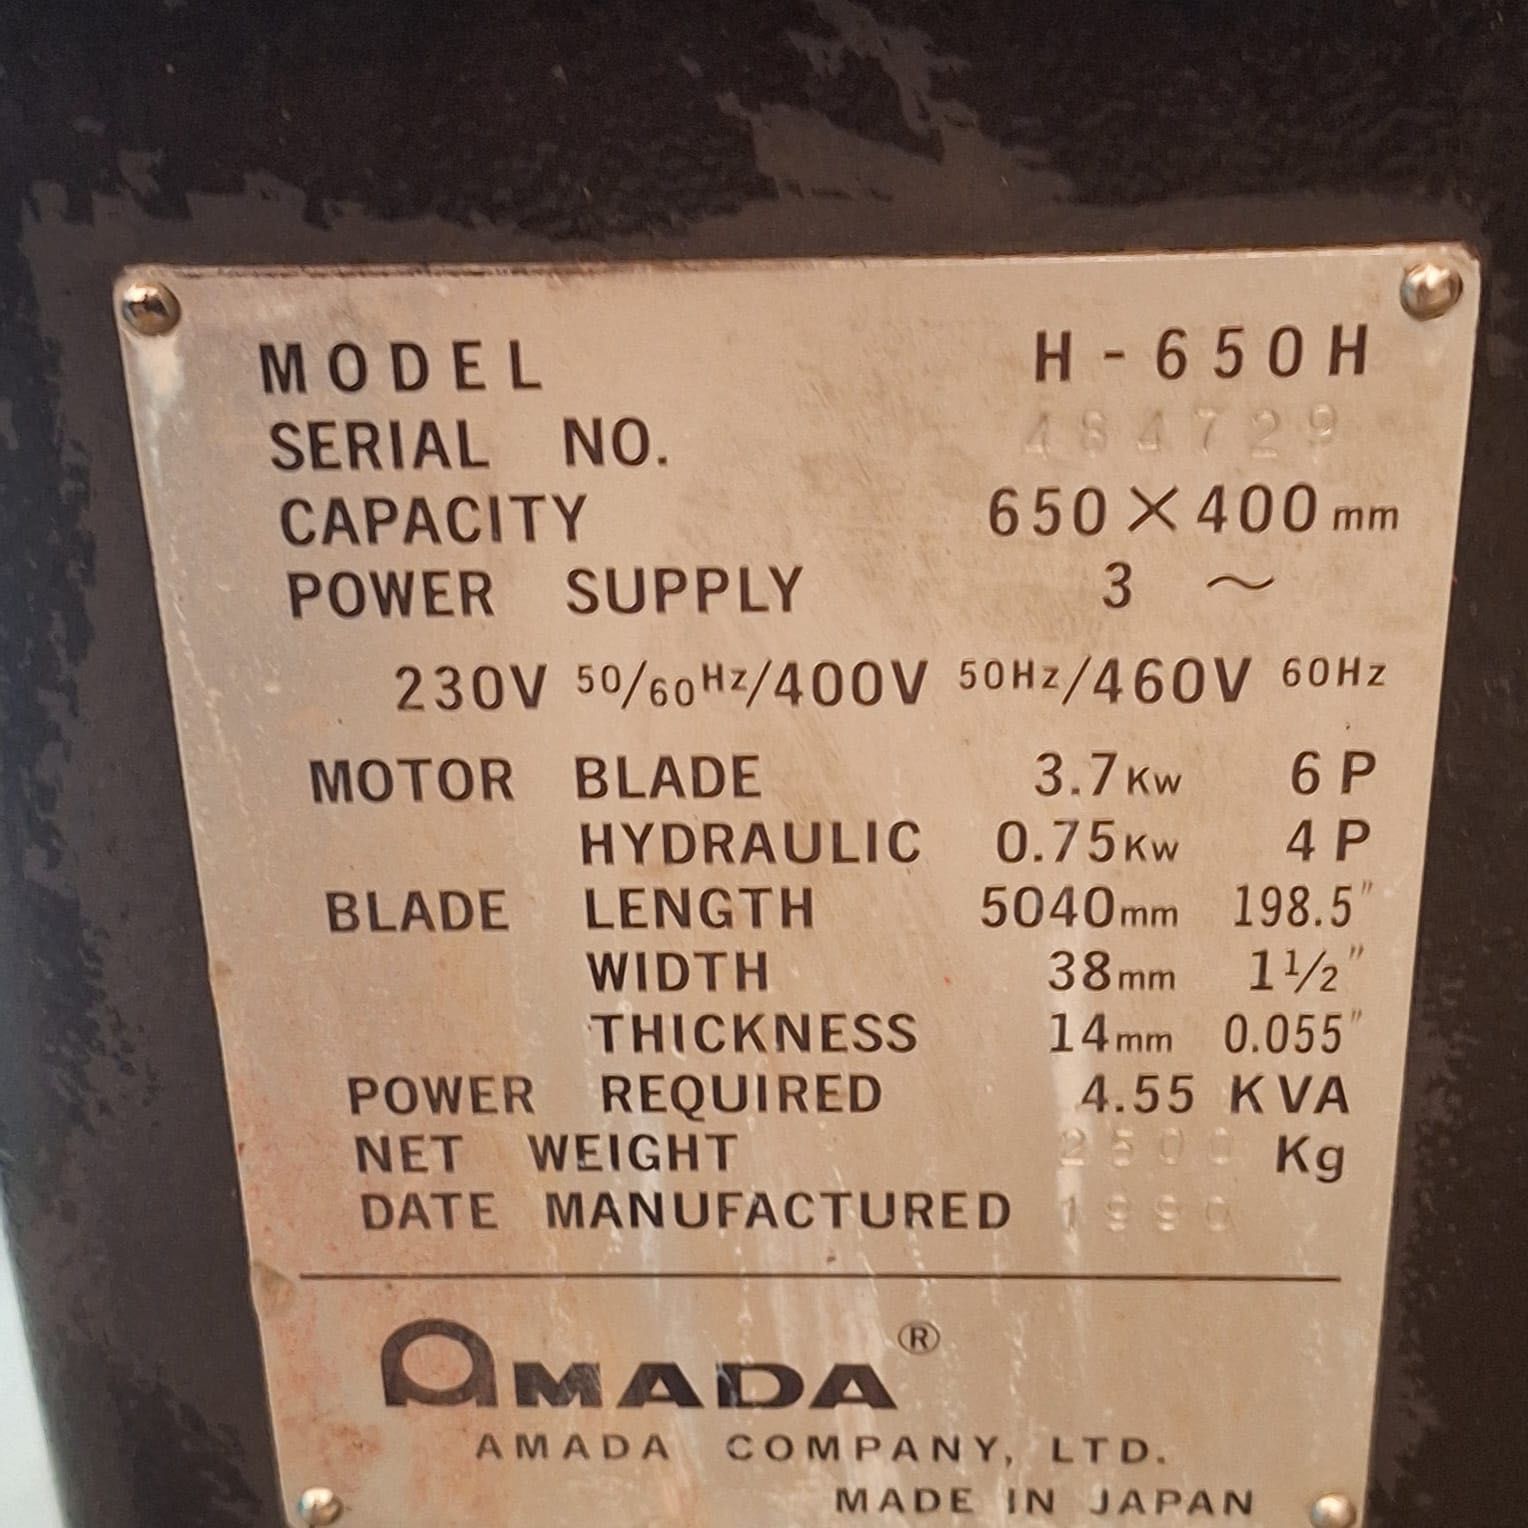 MODEL H-650H
SERIAL NO. 484729
CAPACITY 650×400mm
POWER SUPPLY 3 ~
230V 50/60Hz/400V 50Hz/460V 60Hz
MOTOR BLADE 3.7Kw 6P
HYDRAULIC 0.75Kw 4P
BLADE LENGTH 5040mm 198.5"
WIDTH 38mm 1½"
THICKNESS 14mm 0.055"
POWER REQUIRED 4.55 KVA
NET WEIGHT Kg
DATE MANUFACTURED 1990
AMADA®
AMADA COMPANY, LTD.
MADE IN JAPAN